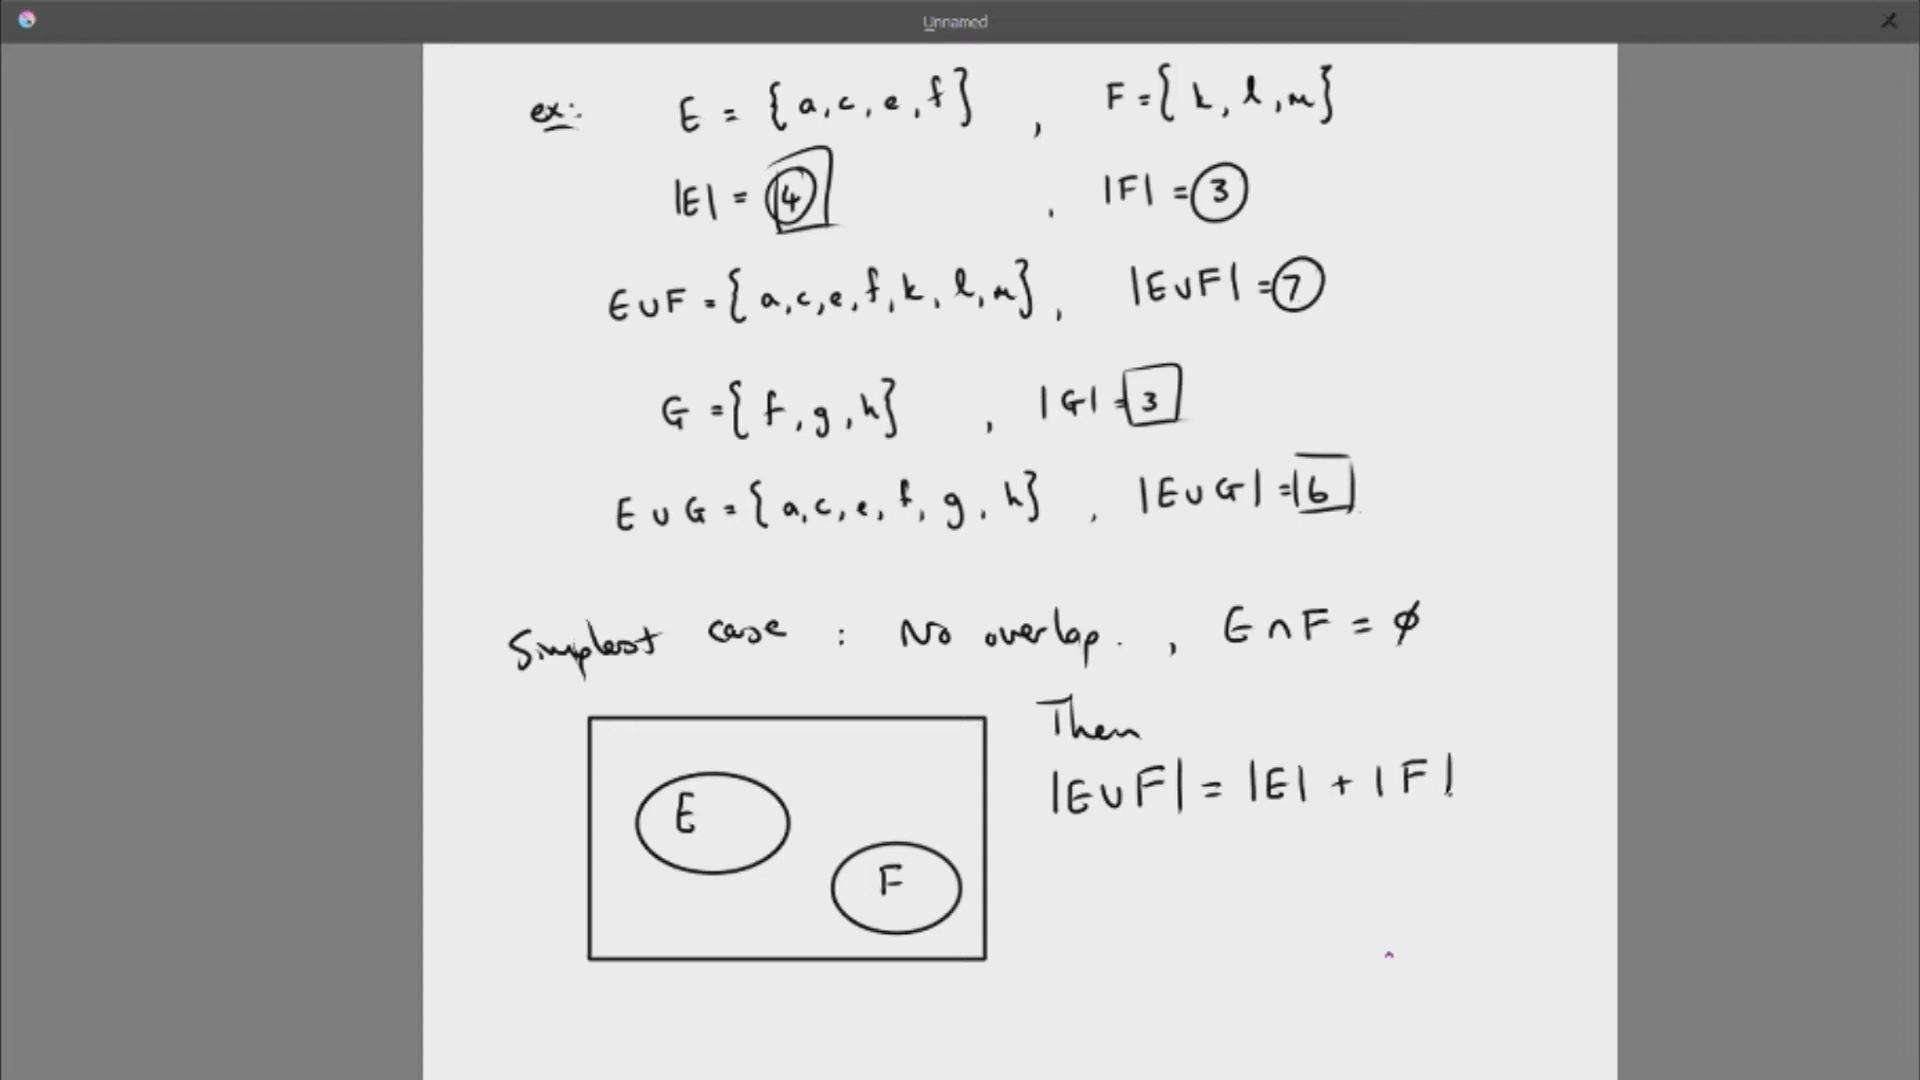 Unnamed
ex: E = {a, c, e, f} , F = {k, l, m}
|E| = 4 , |F| = 3
E ∪ F = {a, c, e, f, k, l, m} , |E ∪ F| = 7
G = {f, g, h} , |G| = 3
E ∪ G = {a, c, e, f, g, h} , |E ∪ G| = 6
Simplest case : No overlap. , E ∩ F = ∅
Then
|E ∪ F| = |E| + |F|
E
F